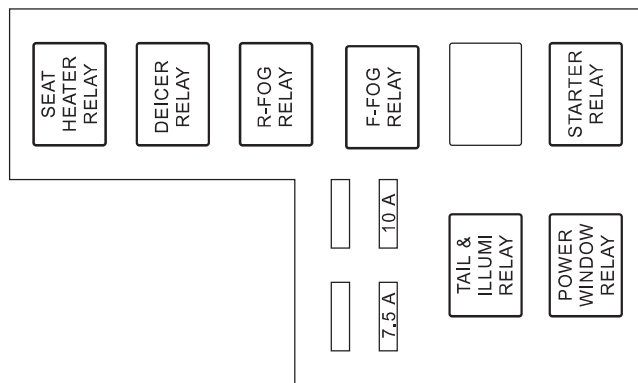 SEAT
HEATER
RELAY
DEICER
RELAY
R-FOG
RELAY
F-FOG
RELAY
STARTER
RELAY
10 A
7.5 A
TAIL &
ILLUMI
RELAY
POWER
WINDOW
RELAY